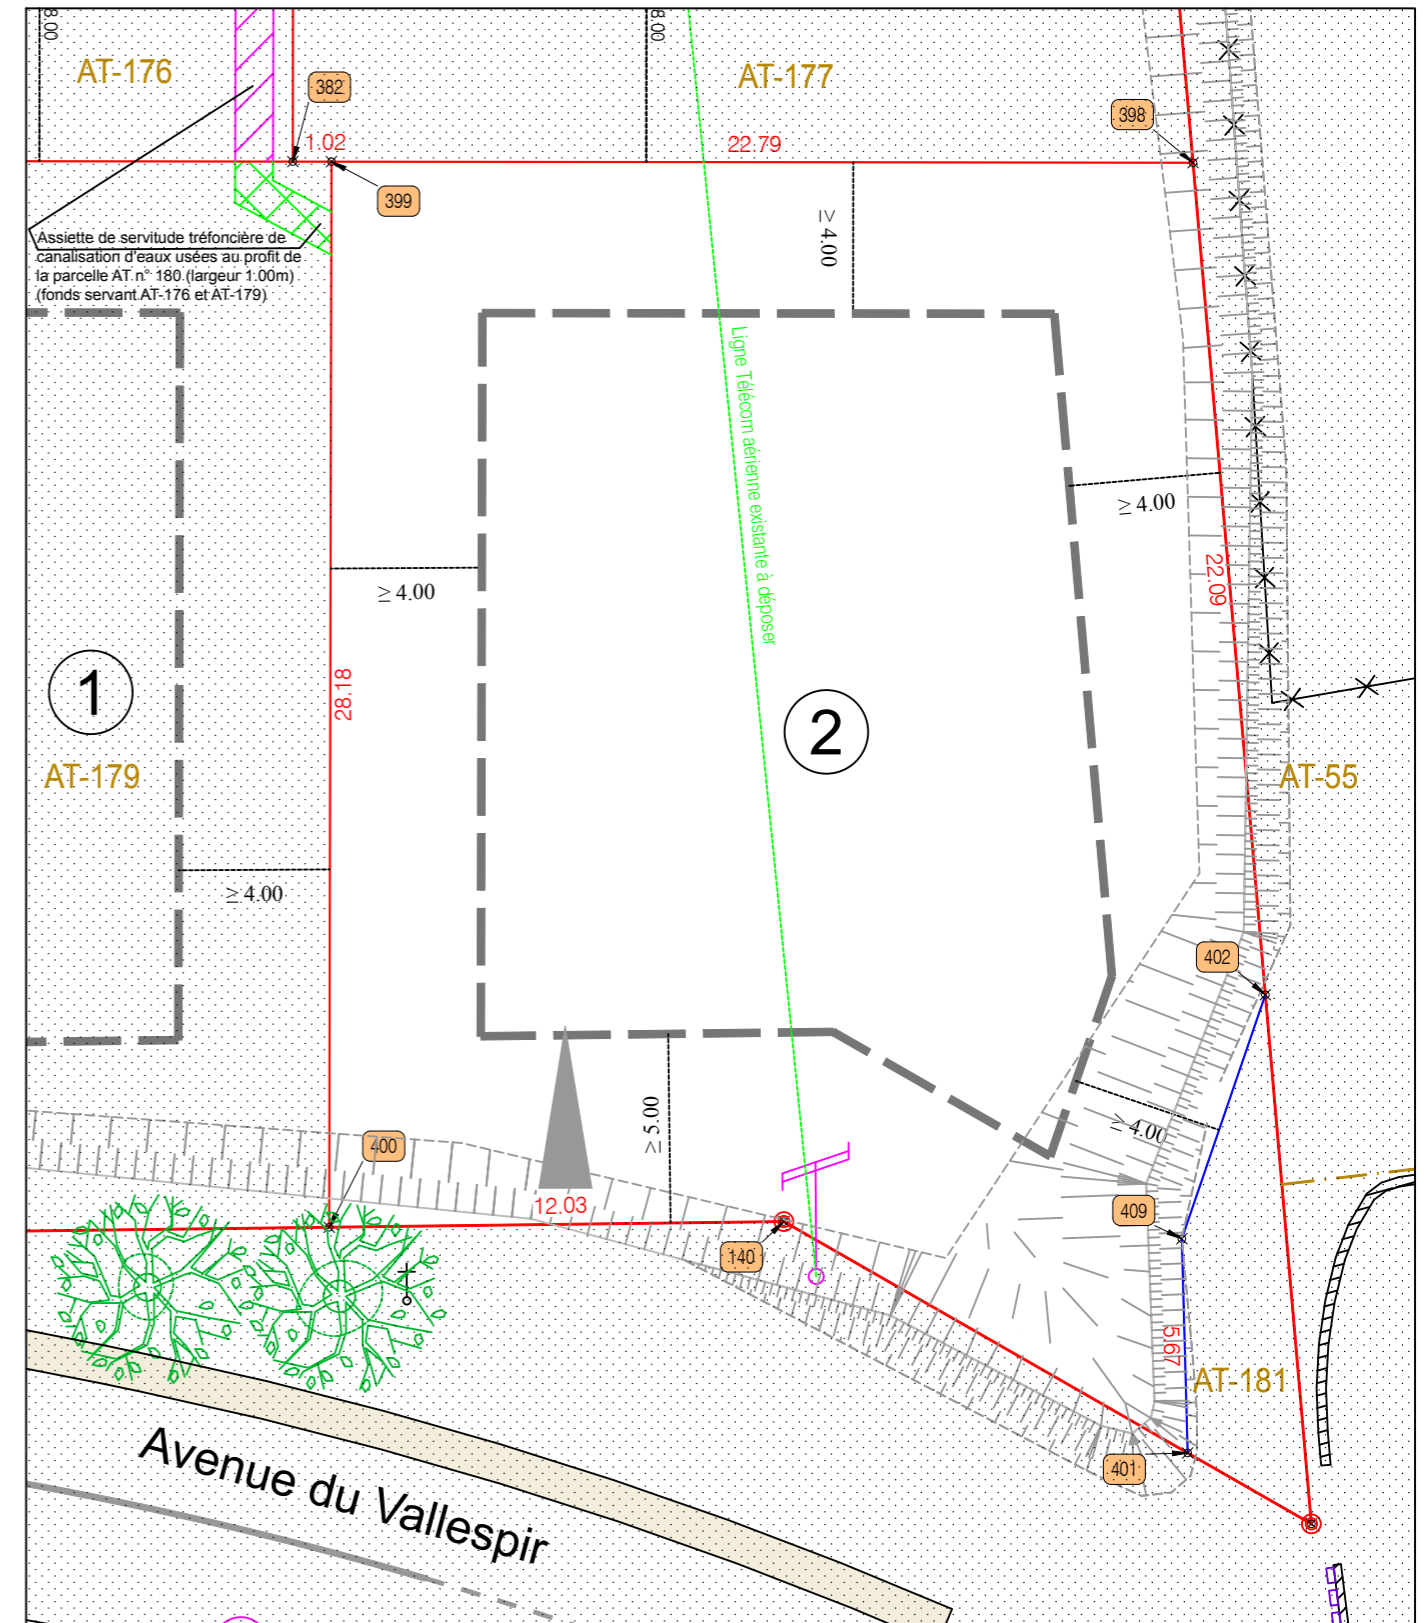 8.00
8.00
AT-176
AT-177
382
398
1.02
22.79
399
≥ 4.00
Assiette de servitude tréfoncière de
canalisation d'eaux usées au profit de
la parcelle AT n° 180 (largeur 1.00m)
(fonds servant AT-176 et AT-179)
Ligne Télécom aérienne existante à déposer
≥ 4.00
≥ 4.00
22.09
28.18
1
2
AT-179
AT-55
≥ 4.00
402
≥ 5.00
≥ 4.00
400
12.03
409
140
5.67
AT-181
401
Avenue du Vallespir